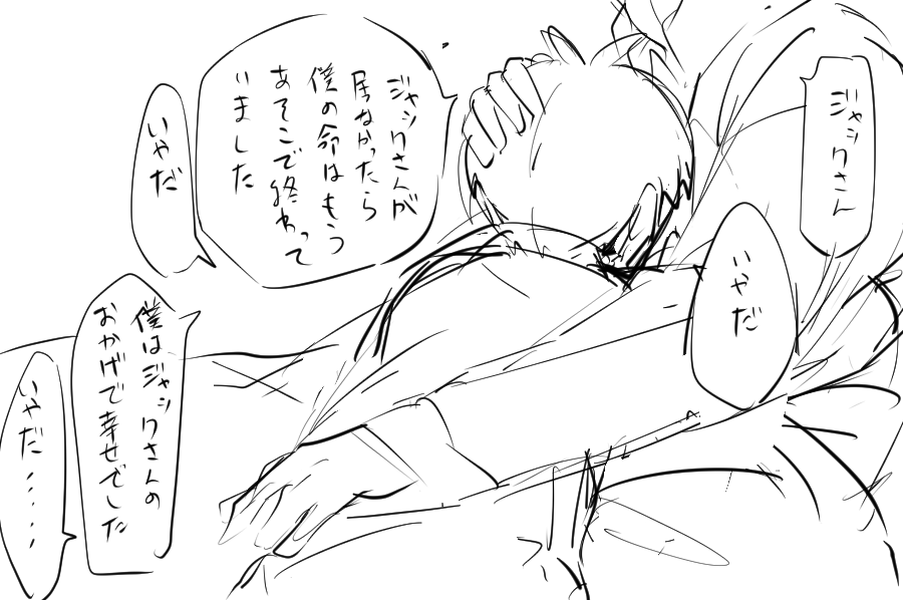 ジャックさん
いやだ
ジャックさんが
居なかったら
僕の命はもう
あそこで終わって
いました
いやだ
僕はジャックさんの
おかげで幸せでした
いやだ.....